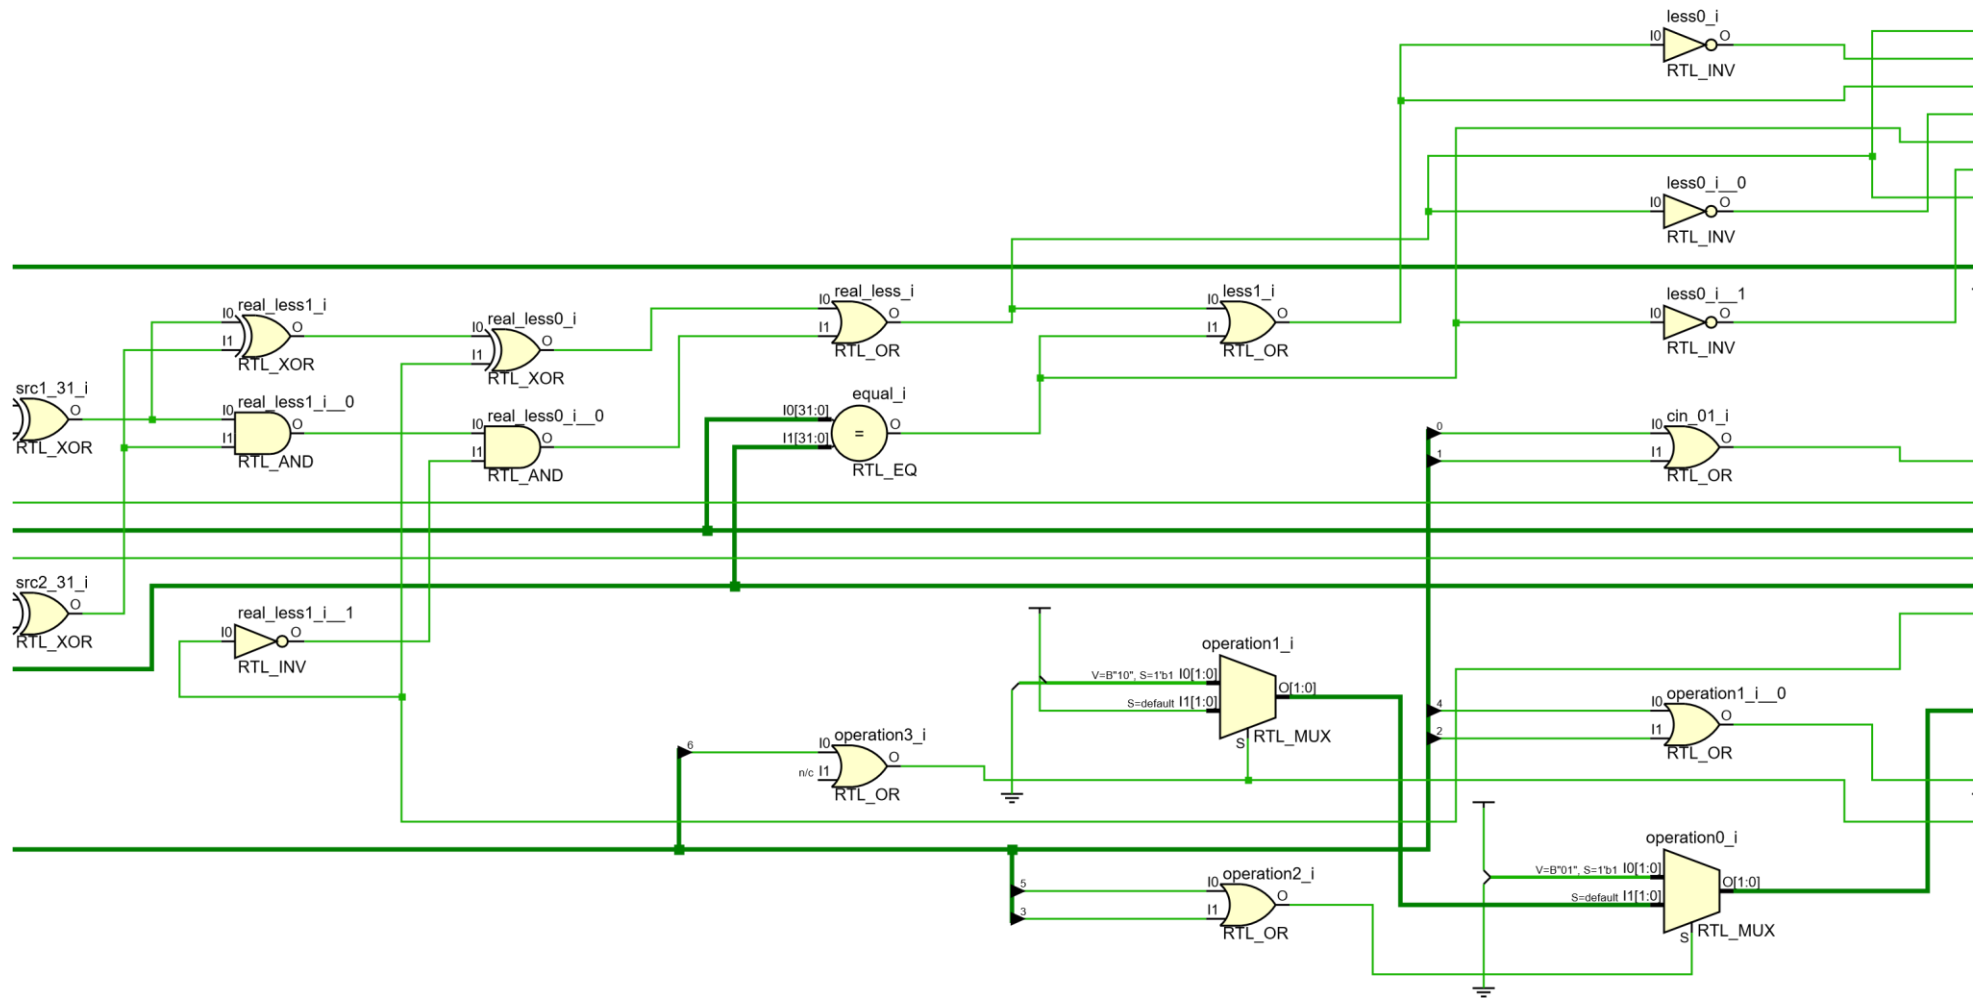 less0_i
I0 O
RTL_INV
less0_i__0
I0 O
RTL_INV
real_less1_i
I0 O
I1
RTL_XOR
real_less0_i
I0 O
I1
RTL_XOR
real_less_i
I0 O
I1
RTL_OR
less1_i
I0 O
I1
RTL_OR
less0_i__1
I0 O
RTL_INV
src1_31_i
O
RTL_XOR
real_less1_i__0
I0 O
I1
RTL_AND
real_less0_i__0
I0 O
I1
RTL_AND
equal_i
I0[31:0] O
I1[31:0]
=
RTL_EQ
cin_01_i
0 I0 O
1 I1
RTL_OR
src2_31_i
O
RTL_XOR
real_less1_i__1
I0 O
RTL_INV
operation1_i
V=B"10", S=1'b1 I0[1:0] O[1:0]
S=default I1[1:0]
S RTL_MUX
operation1_i__0
4 I0 O
2 I1
RTL_OR
operation3_i
6 I0 O
n/c I1
RTL_OR
operation0_i
V=B"01", S=1'b1 I0[1:0] O[1:0]
S=default I1[1:0]
S RTL_MUX
operation2_i
5 I0 O
3 I1
RTL_OR